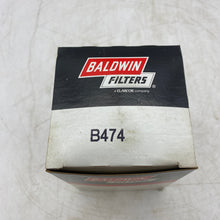 BALDWIN
FILTERS
a CLARCOR company
B474